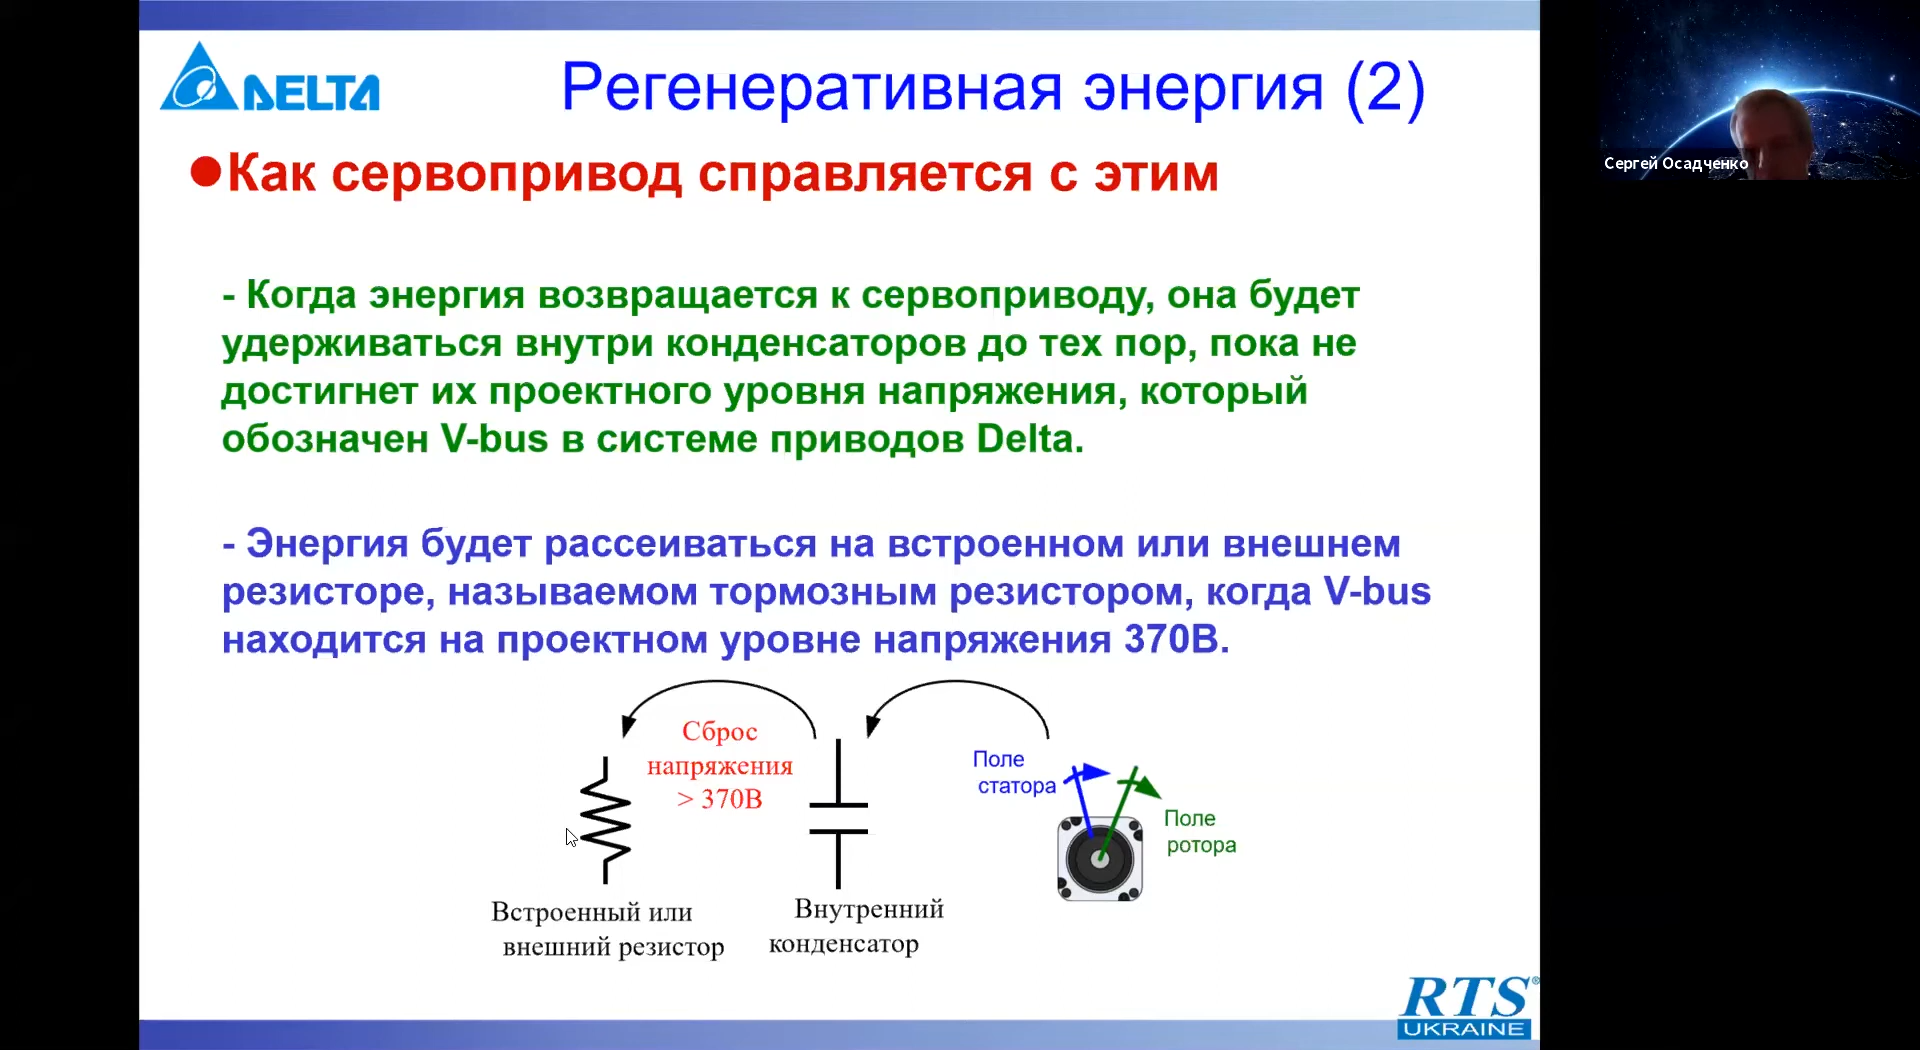 DELTA
Регенеративная энергия (2)
Как сервопривод справляется с этим
- Когда энергия возвращается к сервоприводу, она будет
удерживаться внутри конденсаторов до тех пор, пока не
достигнет их проектного уровня напряжения, который
обозначен V-bus в системе приводов Delta.
- Энергия будет рассеиваться на встроенном или внешнем
резисторе, называемом тормозным резистором, когда V-bus
находится на проектном уровне напряжения 370В.
Сброс
напряжения
> 370В
Поле
статора
Поле
ротора
Встроенный или
внешний резистор
Внутренний
конденсатор
RTS®
UKRAINE
Сергей Осадченко